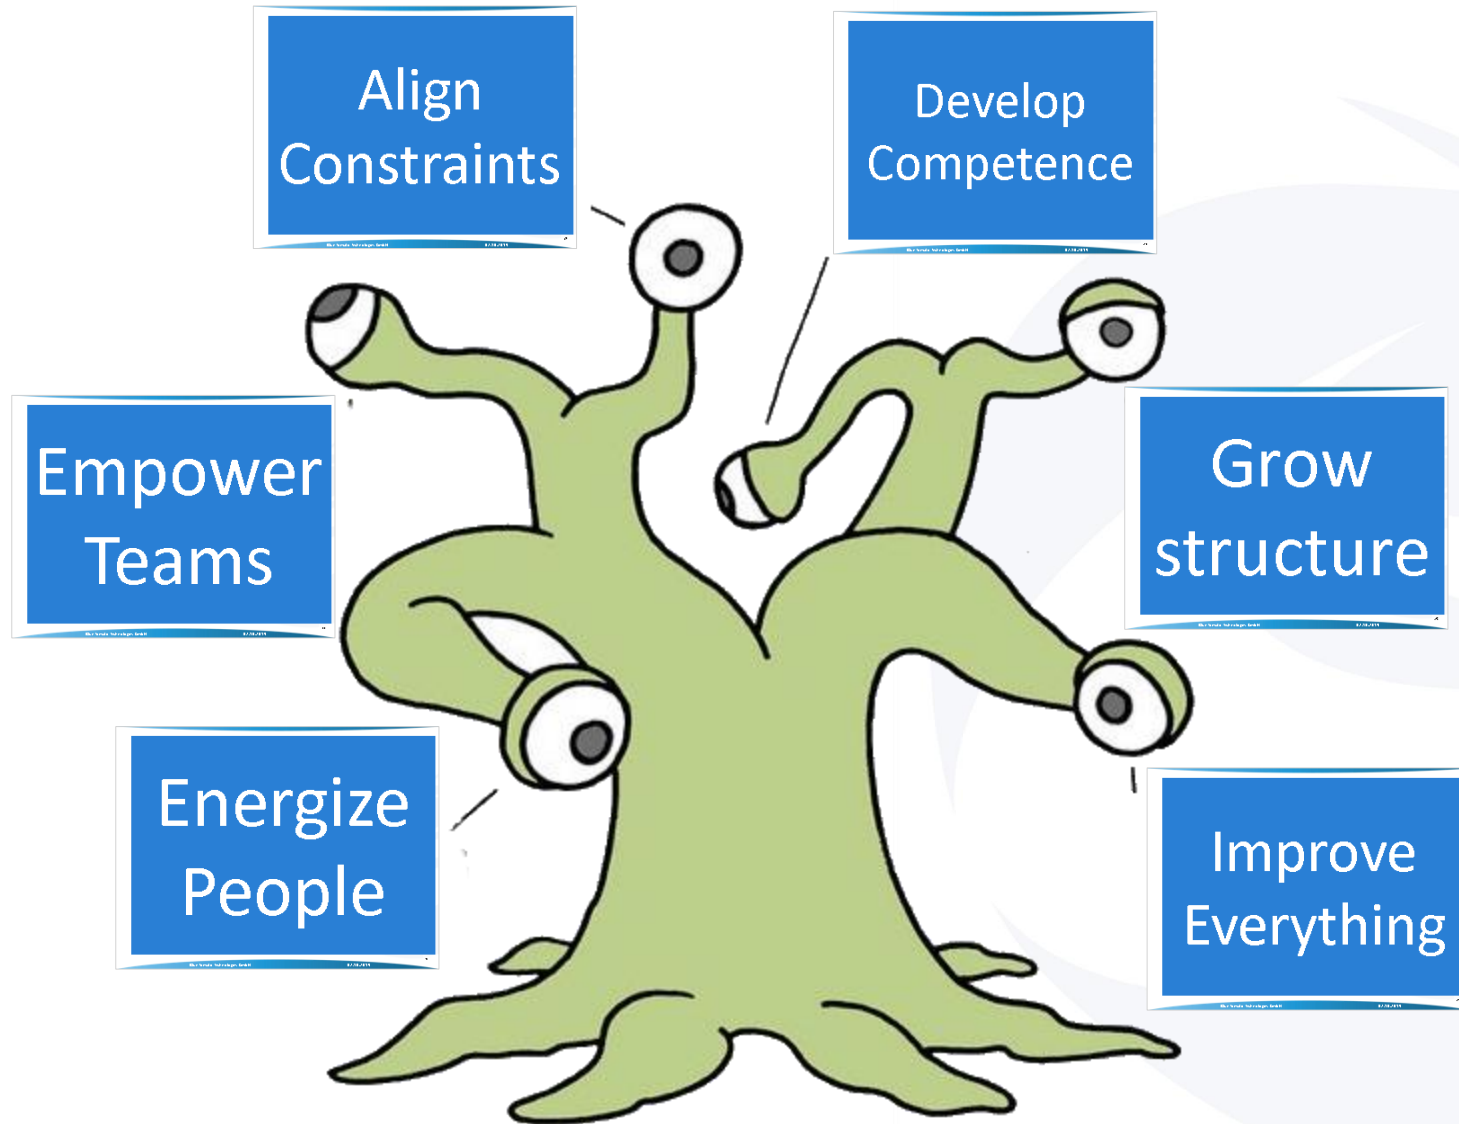 Align
Constraints
Develop
Competence
Empower
Teams
Grow
structure
Energize
People
Improve
Everything